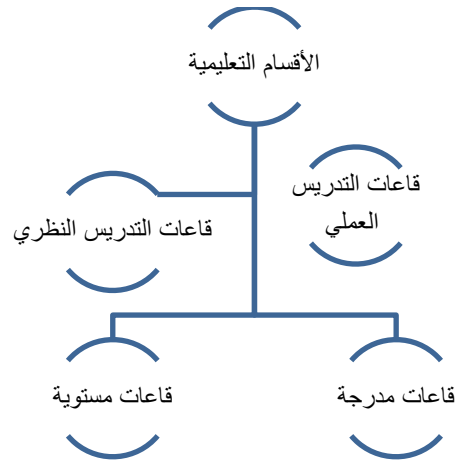 الأقسام التعليمية
قاعات التدريس
العملي
قاعات التدريس النظري
قاعات مدرجة
قاعات مستوية